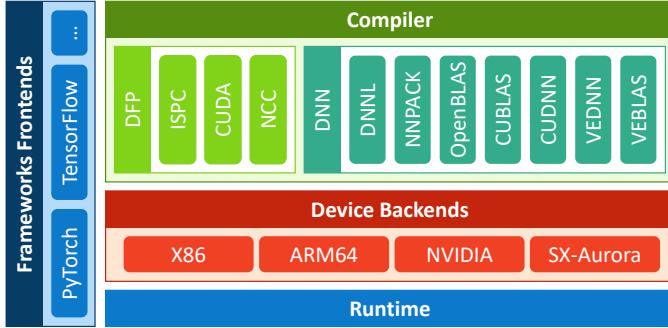 Frameworks Frontends
PyTorch
TensorFlow
...
Compiler
DFP
ISPC
CUDA
NCC
DNN
DNNL
NNPACK
OpenBLAS
CUBLAS
CUDNN
VEDNN
VEBLAS
Device Backends
X86
ARM64
NVIDIA
SX-Aurora
Runtime